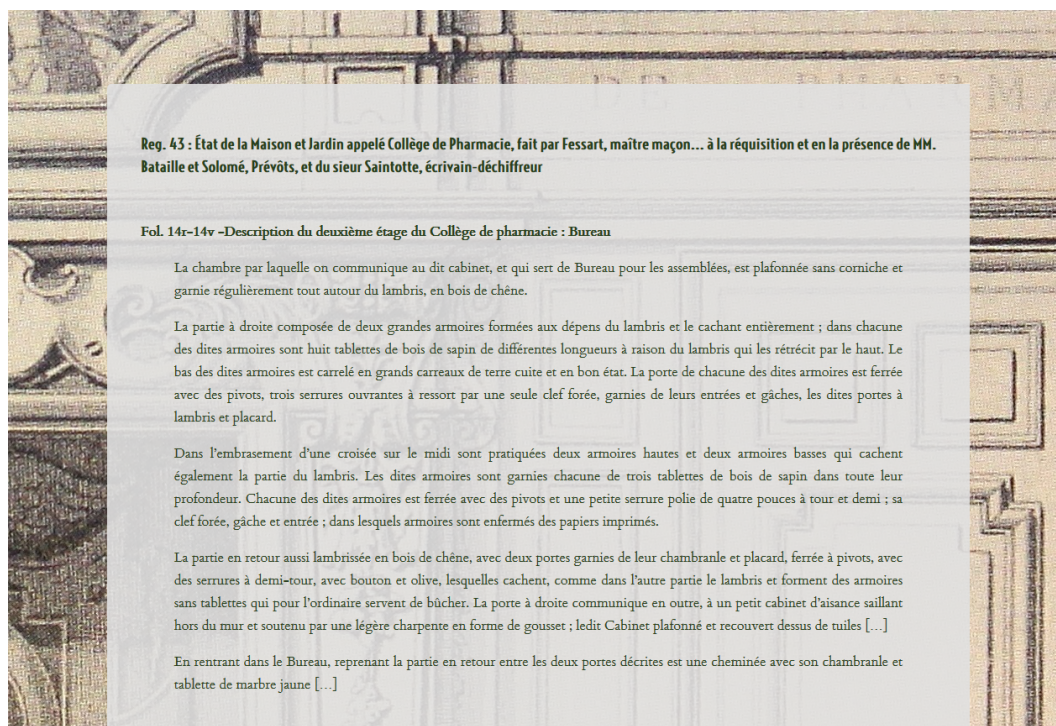 DE
Reg. 43 : État de la Maison et Jardin appelé Collège de Pharmacie, fait par Fessart, maître maçon… à la réquisition et en la présence de MM.
Bataille et Solomé, Prévôts, et du sieur Saintotte, écrivain-déchiffreur
Fol. 14r-14v -Description du deuxième étage du Collège de pharmacie : Bureau
La chambre par laquelle on communique au dit cabinet, et qui sert de Bureau pour les assemblées, est plafonnée sans corniche et
garnie régulièrement tout autour du lambris, en bois de chêne.
La partie à droite composée de deux grandes armoires formées aux dépens du lambris et le cachant entièrement ; dans chacune
des dites armoires sont huit tablettes de bois de sapin de différentes longueurs à raison du lambris qui les rétrécit par le haut. Le
bas des dites armoires est carrelé en grands carreaux de terre cuite et en bon état. La porte de chacune des dites armoires est ferrée
avec des pivots, trois serrures ouvrantes à ressort par une seule clef forée, garnies de leurs entrées et gâches, les dites portes à
lambris et placard.
Dans l'embrasement d'une croisée sur le midi sont pratiquées deux armoires hautes et deux armoires basses qui cachent
également la partie du lambris. Les dites armoires sont garnies chacune de trois tablettes de bois de sapin dans toute leur
profondeur. Chacune des dites armoires est ferrée avec des pivots et une petite serrure polie de quatre pouces à tour et demi ; sa
clef forée, gâche et entrée ; dans lesquels armoires sont enfermés des papiers imprimés.
La partie en retour aussi lambrissée en bois de chêne, avec deux portes garnies de leur chambranle et placard, ferrée à pivots, avec
des serrures à demi-tour, avec bouton et olive, lesquelles cachent, comme dans l'autre partie le lambris et forment des armoires
sans tablettes qui pour l'ordinaire servent de bûcher. La porte à droite communique en outre, à un petit cabinet d'aisance saillant
hors du mur et soutenu par une légère charpente en forme de gousset ; ledit Cabinet plafonné et recouvert dessus de tuiles […]
En rentrant dans le Bureau, reprenant la partie en retour entre les deux portes décrites est une cheminée avec son chambranle et
tablette de marbre jaune […]